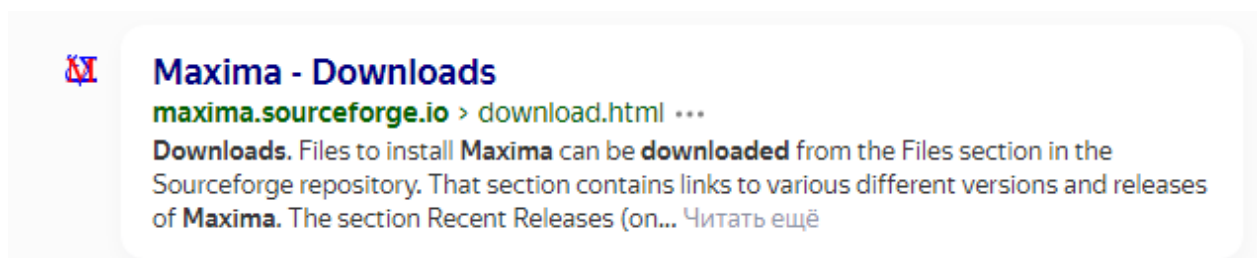 Maxima - Downloads
maxima.sourceforge.io › download.html •••
Downloads. Files to install Maxima can be downloaded from the Files section in the
Sourceforge repository. That section contains links to various different versions and releases
of Maxima. The section Recent Releases (on... Читать ещё